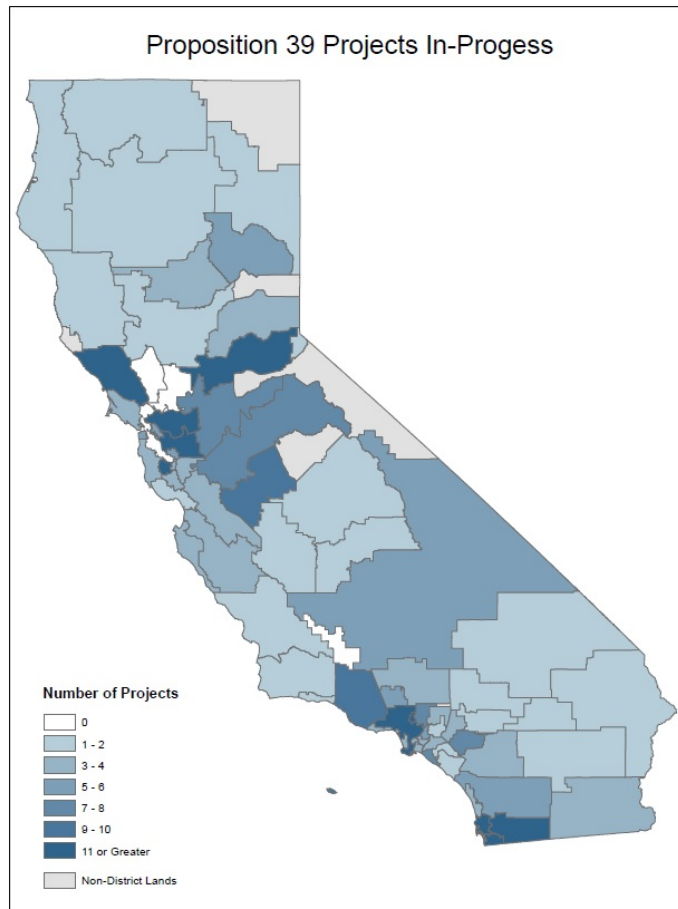 Proposition 39 Projects In-Progess
Number of Projects
0
1 - 2
3 - 4
5 - 6
7 - 8
9 - 10
11 or Greater
Non-District Lands